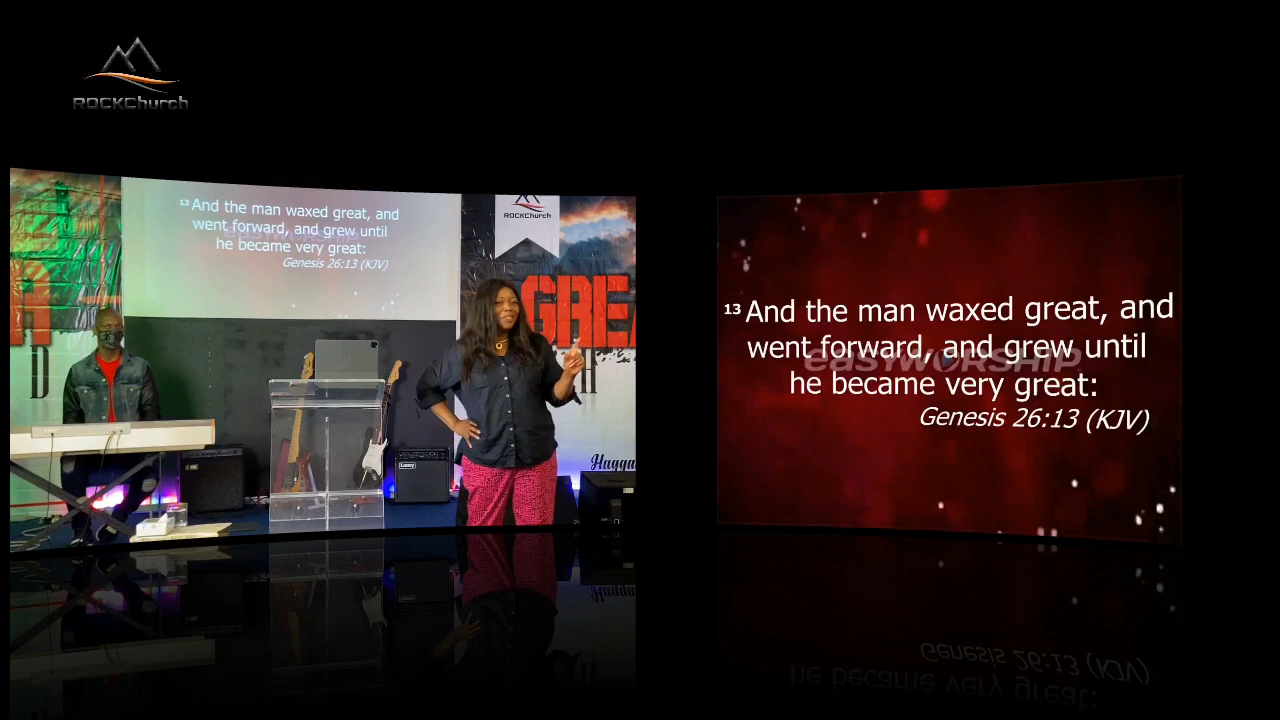 ROCKChurch
13 And the man waxed great, and
went forward, and grew until
he became very great:
Genesis 26:13 (KJV)
ROCKChurch
GREA
D
H
Huggu
Laney
13 And the man waxed great, and
went forward, and grew until
he became very great:
Genesis 26:13 (KJV)
easyworship